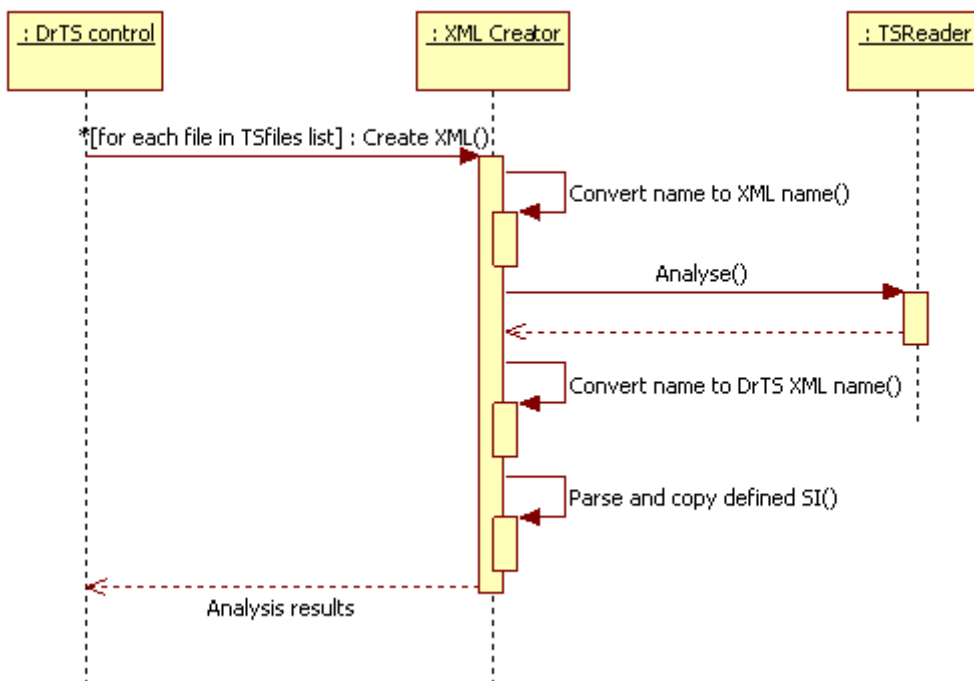 : DrTS control
: XML Creator
: TSReader
*[for each file in TSfiles list] : Create XML()
Convert name to XML name()
Analyse()
Convert name to DrTS XML name()
Parse and copy defined SI()
Analysis results